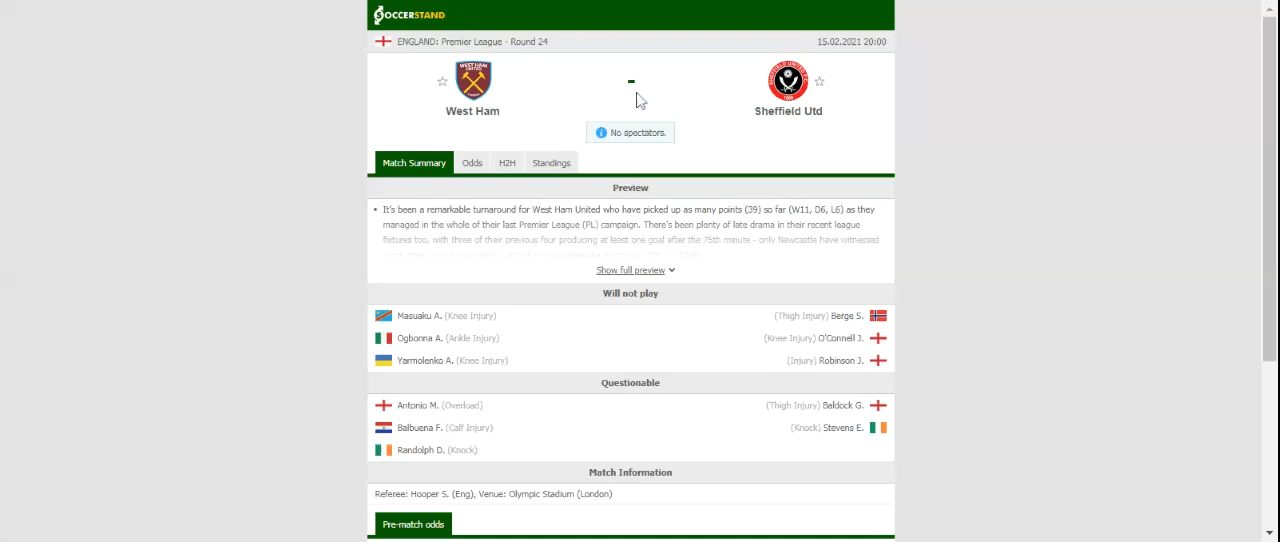 SOCCERSTAND
ENGLAND: Premier League - Round 24
15.02.2021 20:00
WEST HAM UNITED
-
SHEFFIELD UNITED F.C.
1889
West Ham
Sheffield Utd
No spectators.
Match Summary Odds H2H Standings
Preview
• It's been a remarkable turnaround for West Ham United who have picked up as many points (39) so far (W11, D6, L6) as they
managed in the whole of their last Premier League (PL) campaign. There's been plenty of late drama in their recent league
fixtures too, with three of their previous four producing at least one goal after the 75th minute - only Newcastle have witnessed
Show full preview
Will not play
Masuaku A. (Knee Injury)
(Thigh Injury) Berge S.
Ogbonna A. (Ankle Injury)
(Knee Injury) O'Connell J.
Yarmolenko A. (Knee Injury)
(Injury) Robinson J.
Questionable
Antonio M. (Overload)
(Thigh Injury) Baldock G.
Balbuena F. (Calf Injury)
(Knock) Stevens E.
Randolph D. (Knock)
Match Information
Referee: Hooper S. (Eng), Venue: Olympic Stadium (London)
Pre-match odds